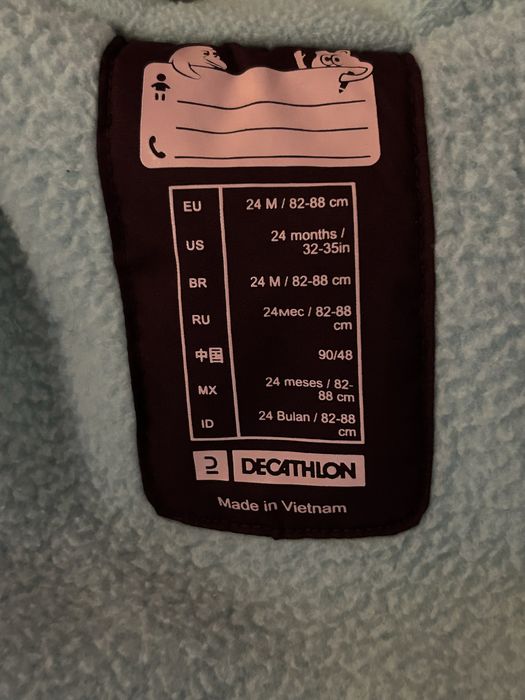 EU 24 M / 82-88 cm
US 24 months /
32-35in
BR 24 M / 82-88 cm
RU 24мес / 82-88
cm
中国 90/48
MX 24 meses / 82-
88 cm
ID 24 Bulan / 82-88
cm
DECATHLON
Made in Vietnam